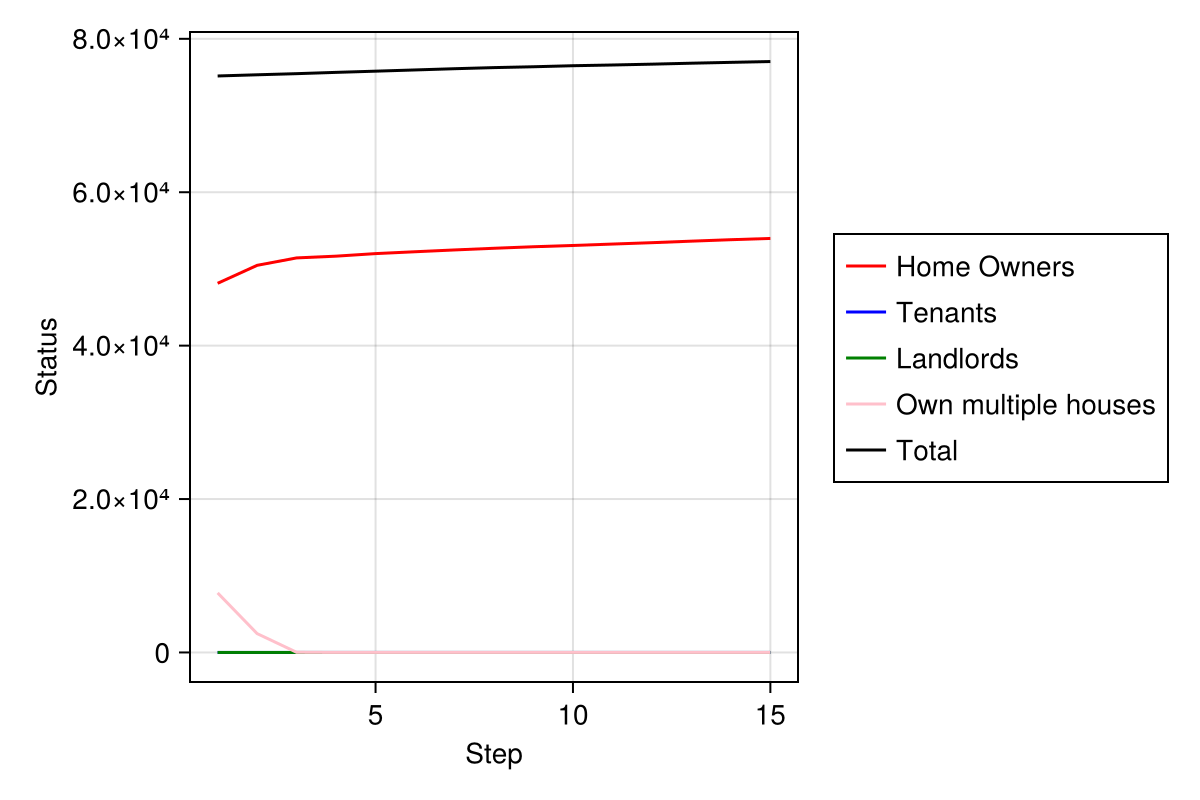 8.0×10⁴
6.0×10⁴
4.0×10⁴
2.0×10⁴
0
Status
5
10
15
Step
Home Owners
Tenants
Landlords
Own multiple houses
Total